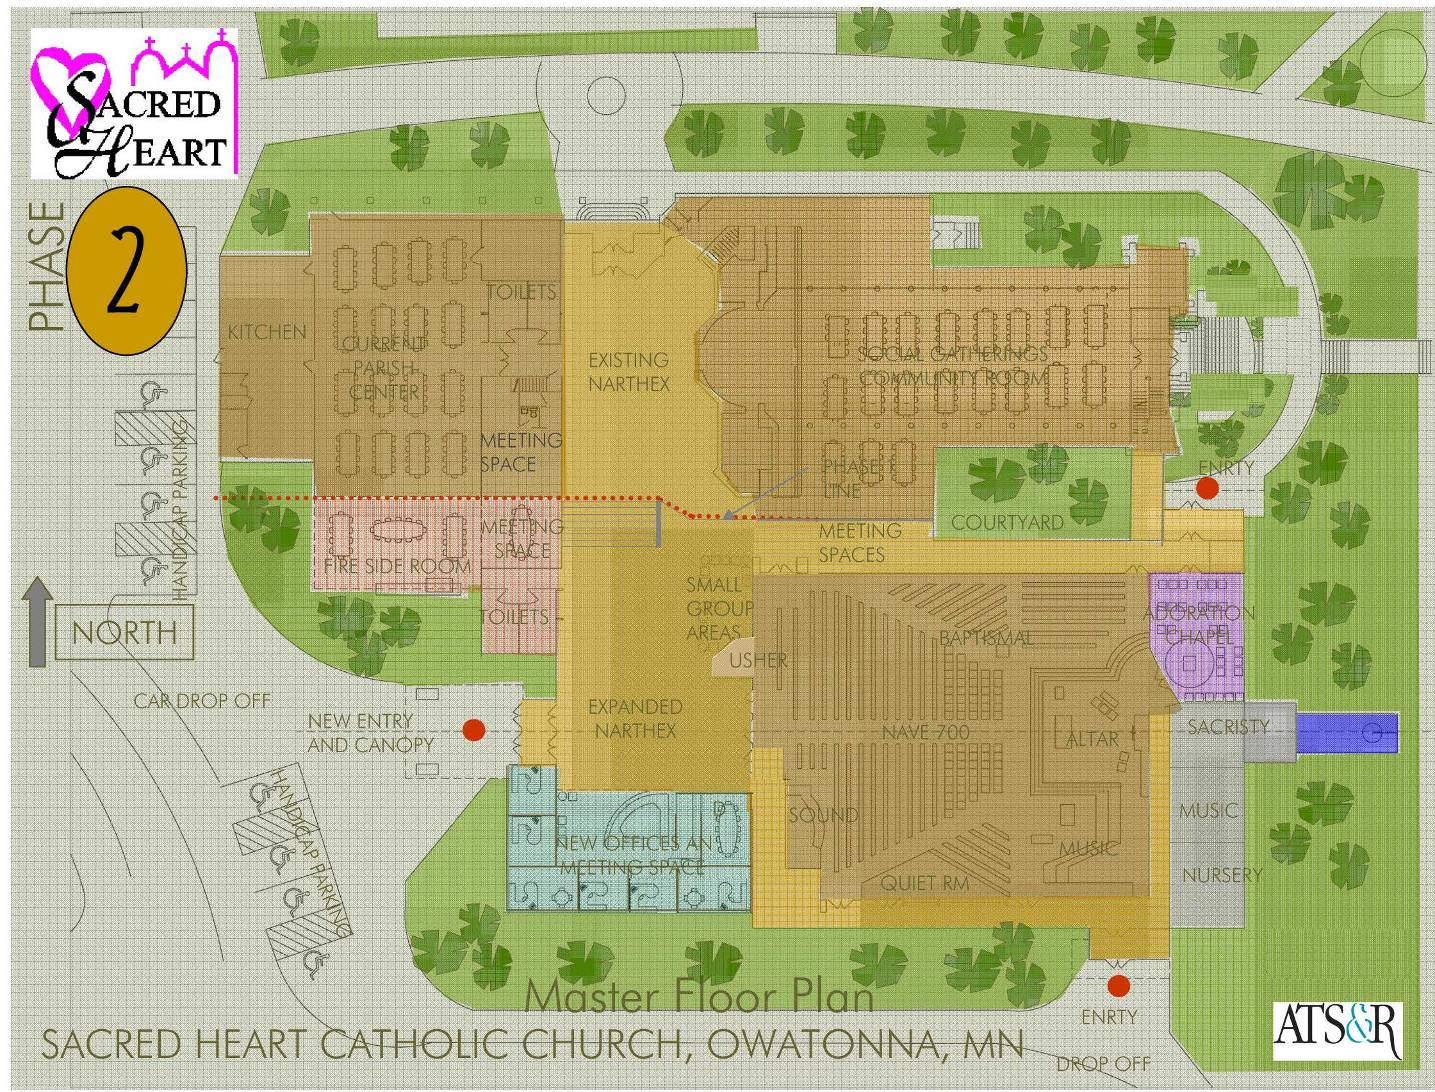 SACRED
HEART
PHASE
2
TOILETS
KITCHEN
CURRENT
PARISH
CENTER
EXISTING
NARTHEX
SOCIAL GATHERINGS
COMMUNITY ROOM
MEETING
SPACE
PHASE
LINE
ENRTY
HANDICAP PARKING
COURTYARD
MEETING
SPACE
MEETING
SPACES
FIRE SIDE ROOM
SMALL
GROUP
AREAS
TOILETS
NORTH
BAPTISMAL
ADORATION
CHAPEL
USHER
CAR DROP OFF
NEW ENTRY
AND CANOPY
EXPANDED
NARTHEX
NAVE 700
ALTAR
SACRISTY
HANDICAP PARKING
SOUND
MUSIC
NEW OFFICES AN
D
MEETING SPACE
MUSIC
QUIET RM
NURSERY
Master Floor Plan
SACRED HEART CATHOLIC CHURCH, OWATONNA, MN
ENRTY
DROP OFF
ATS&R